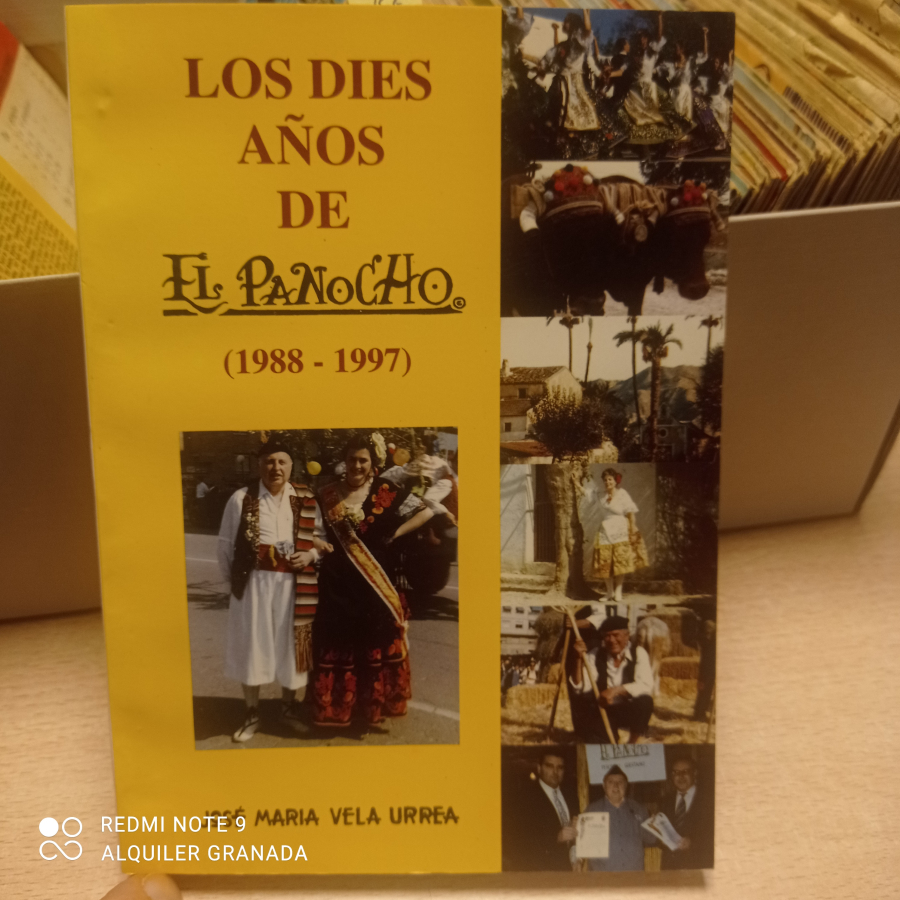 LOS DIES
AÑOS
DE
EL PANOCHO
(1988 - 1997)
JOSÉ MARIA VELA URREA
REDMI NOTE 9
ALQUILER GRANADA